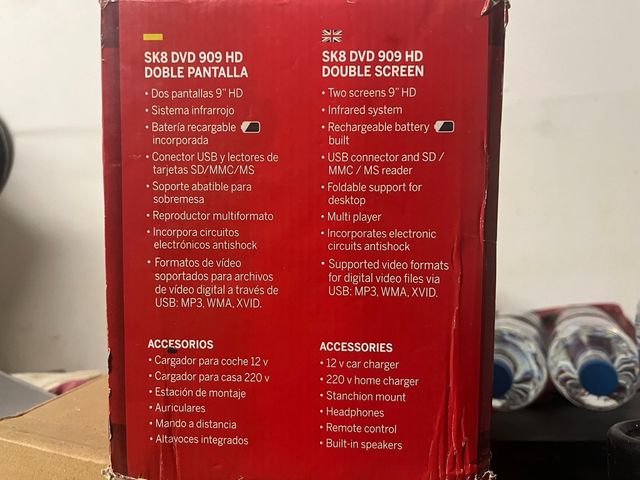 SK8 DVD 909 HD
DOBLE PANTALLA
• Dos pantallas 9" HD
• Sistema infrarrojo
• Batería recargable
incorporada
• Conector USB y lectores de
tarjetas SD/MMC/MS
• Soporte abatible para
sobremesa
• Reproductor multiformato
• Incorpora circuitos
electrónicos antishock
• Formatos de vídeo
soportados para archivos
de vídeo digital a través de
USB: MP3, WMA, XVID.
ACCESORIOS
• Cargador para coche 12 v
• Cargador para casa 220 v
• Estación de montaje
• Auriculares
• Mando a distancia
• Altavoces integrados
SK8 DVD 909 HD
DOUBLE SCREEN
• Two screens 9" HD
• Infrared system
• Rechargeable battery
built
• USB connector and SD /
MMC / MS reader
• Foldable support for
desktop
• Multi player
• Incorporates electronic
circuits antishock
• Supported video formats
for digital video files via
USB: MP3, WMA, XVID.
ACCESSORIES
• 12 v car charger
• 220 v home charger
• Stanchion mount
• Headphones
• Remote control
• Built-in speakers